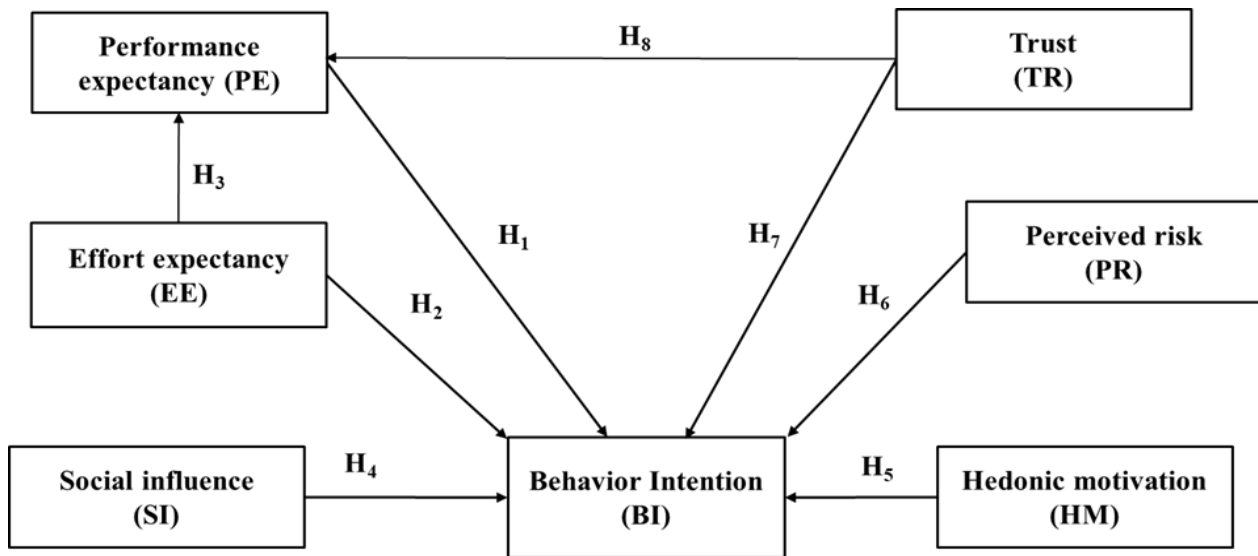 Performance
expectancy (PE)
H₈
Trust
(TR)
H₃
Effort expectancy
(EE)
H₁
H₂
H₇
Perceived risk
(PR)
H₆
Social influence
(SI)
H₄
Behavior Intention
(BI)
H₅
Hedonic motivation
(HM)